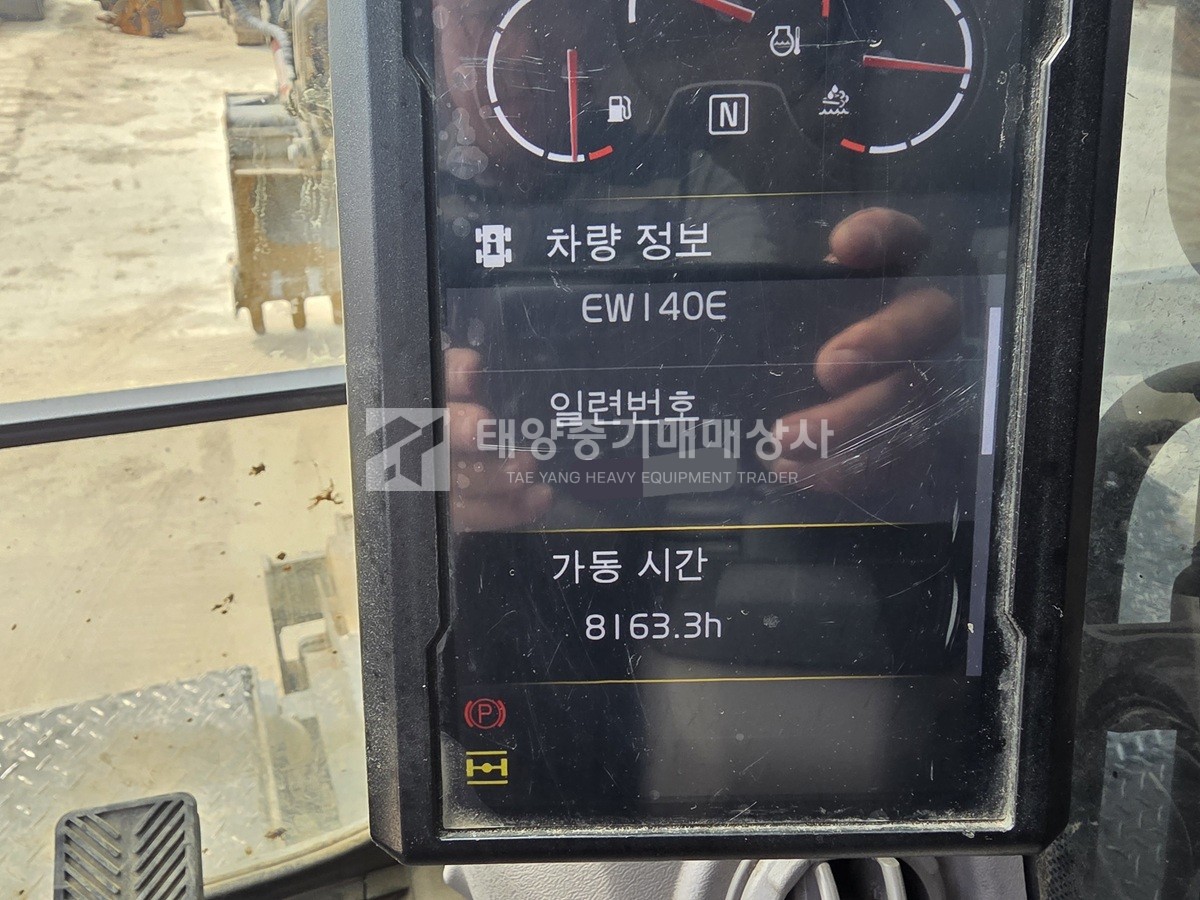 N
차량 정보
EW140E
일련번호
태양중기매매상사
TAE YANG HEAVY EQUIPMENT TRADER
가동 시간
8163.3h
P